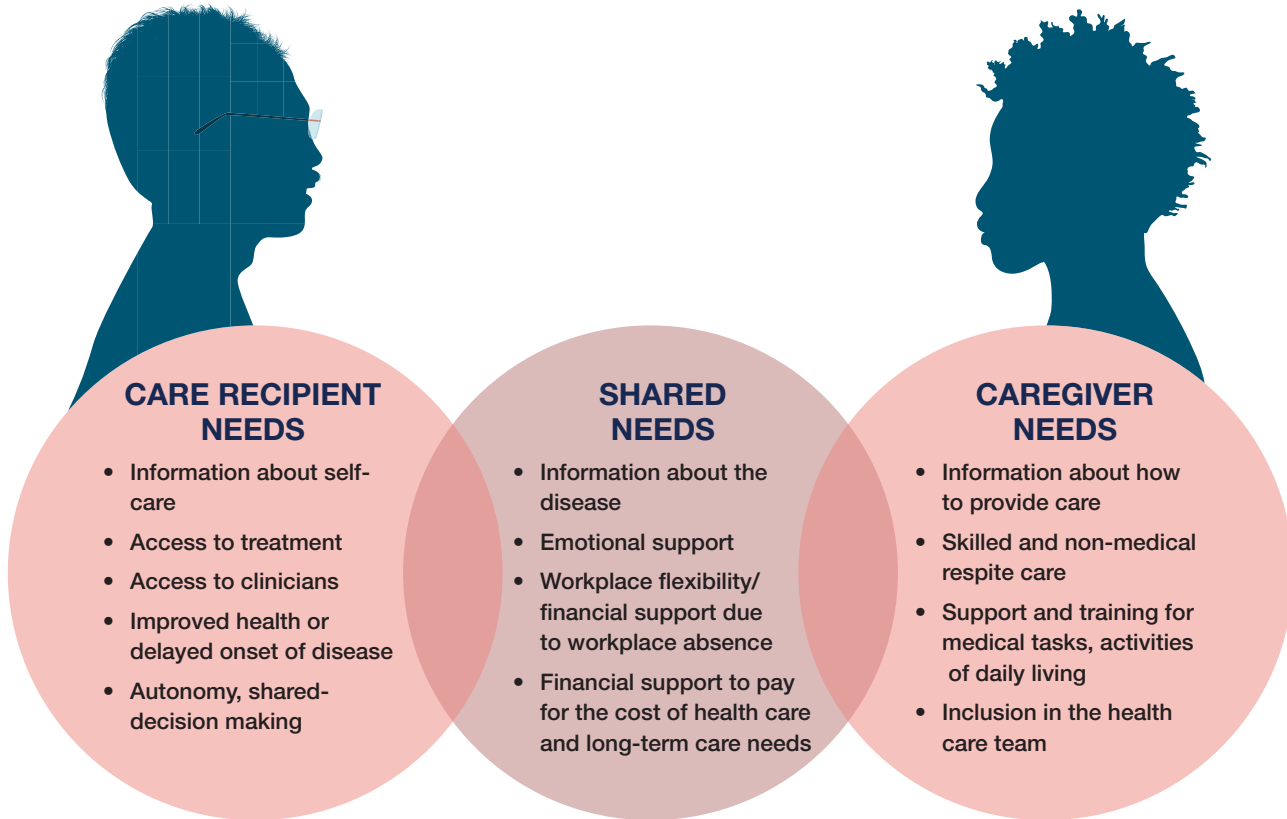 CARE RECIPIENT
NEEDS
• Information about self-
care
• Access to treatment
• Access to clinicians
• Improved health or
delayed onset of disease
• Autonomy, shared-
decision making
SHARED
NEEDS
• Information about the
disease
• Emotional support
• Workplace flexibility/
financial support due
to workplace absence
• Financial support to pay
for the cost of health care
and long-term care needs
CAREGIVER
NEEDS
• Information about how
to provide care
• Skilled and non-medical
respite care
• Support and training for
medical tasks, activities
of daily living
• Inclusion in the health
care team